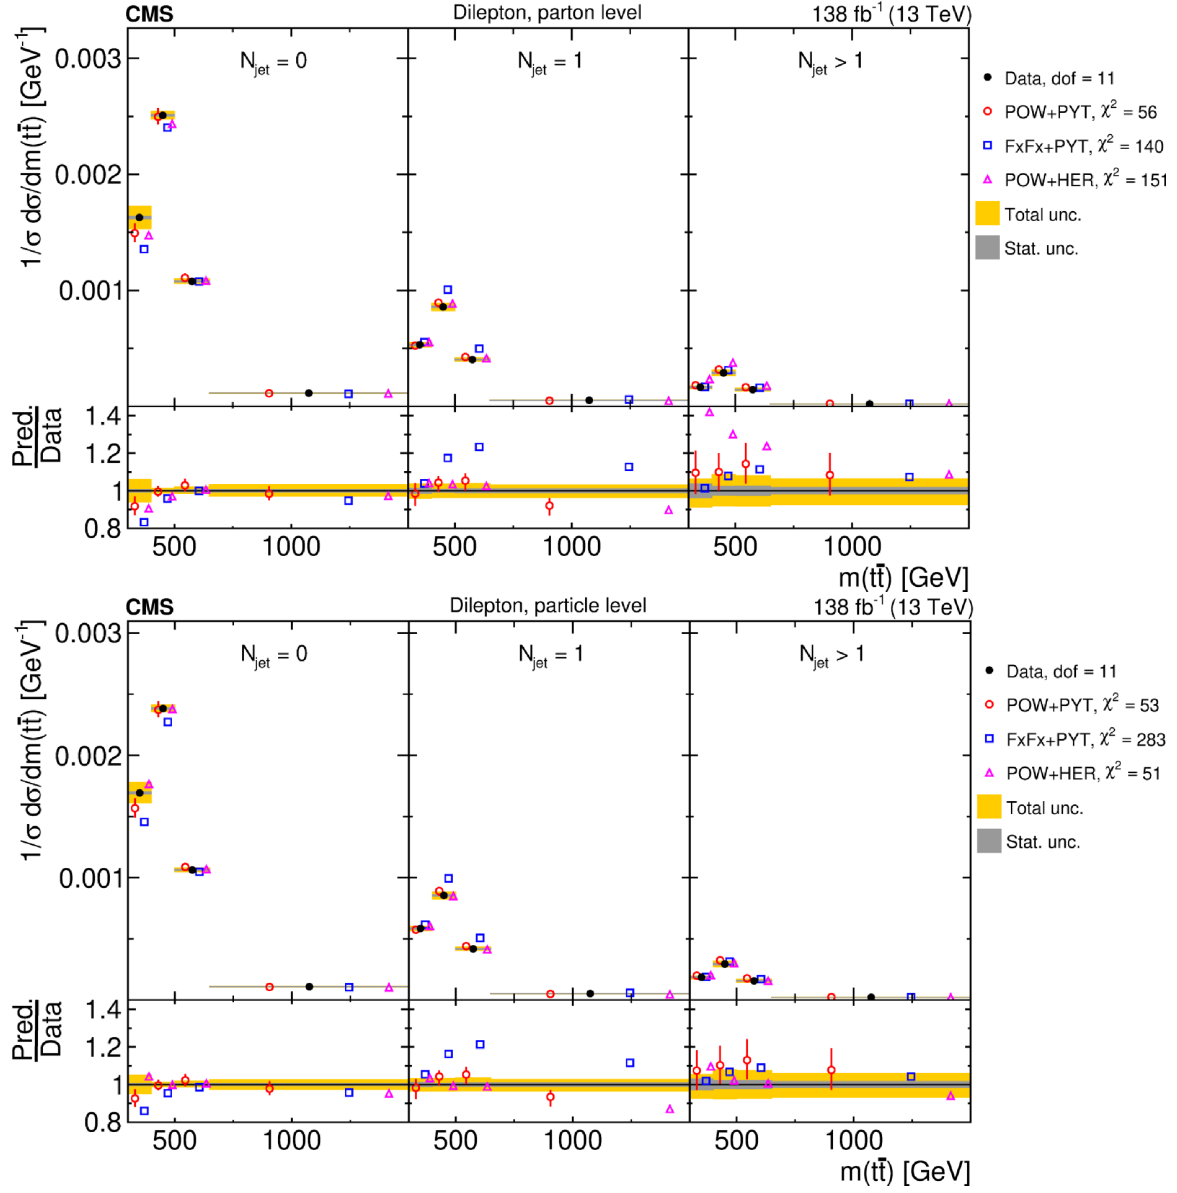 CMS Dilepton, parton level 138 fb⁻¹ (13 TeV)
1/σ dσ/dm(tt̄) [GeV⁻¹]
0.003
0.002
0.001
N_jet = 0 N_jet = 1 N_jet > 1
Data, dof = 11
POW+PYT, χ² = 56
FxFx+PYT, χ² = 140
POW+HER, χ² = 151
Total unc.
Stat. unc.
Pred.
Data
1.4
1.2
1
0.8
500 1000 500 1000 500 1000
m(tt̄) [GeV]
CMS Dilepton, particle level 138 fb⁻¹ (13 TeV)
1/σ dσ/dm(tt̄) [GeV⁻¹]
0.003
0.002
0.001
N_jet = 0 N_jet = 1 N_jet > 1
Data, dof = 11
POW+PYT, χ² = 53
FxFx+PYT, χ² = 283
POW+HER, χ² = 51
Total unc.
Stat. unc.
Pred.
Data
1.4
1.2
1
0.8
500 1000 500 1000 500 1000
m(tt̄) [GeV]